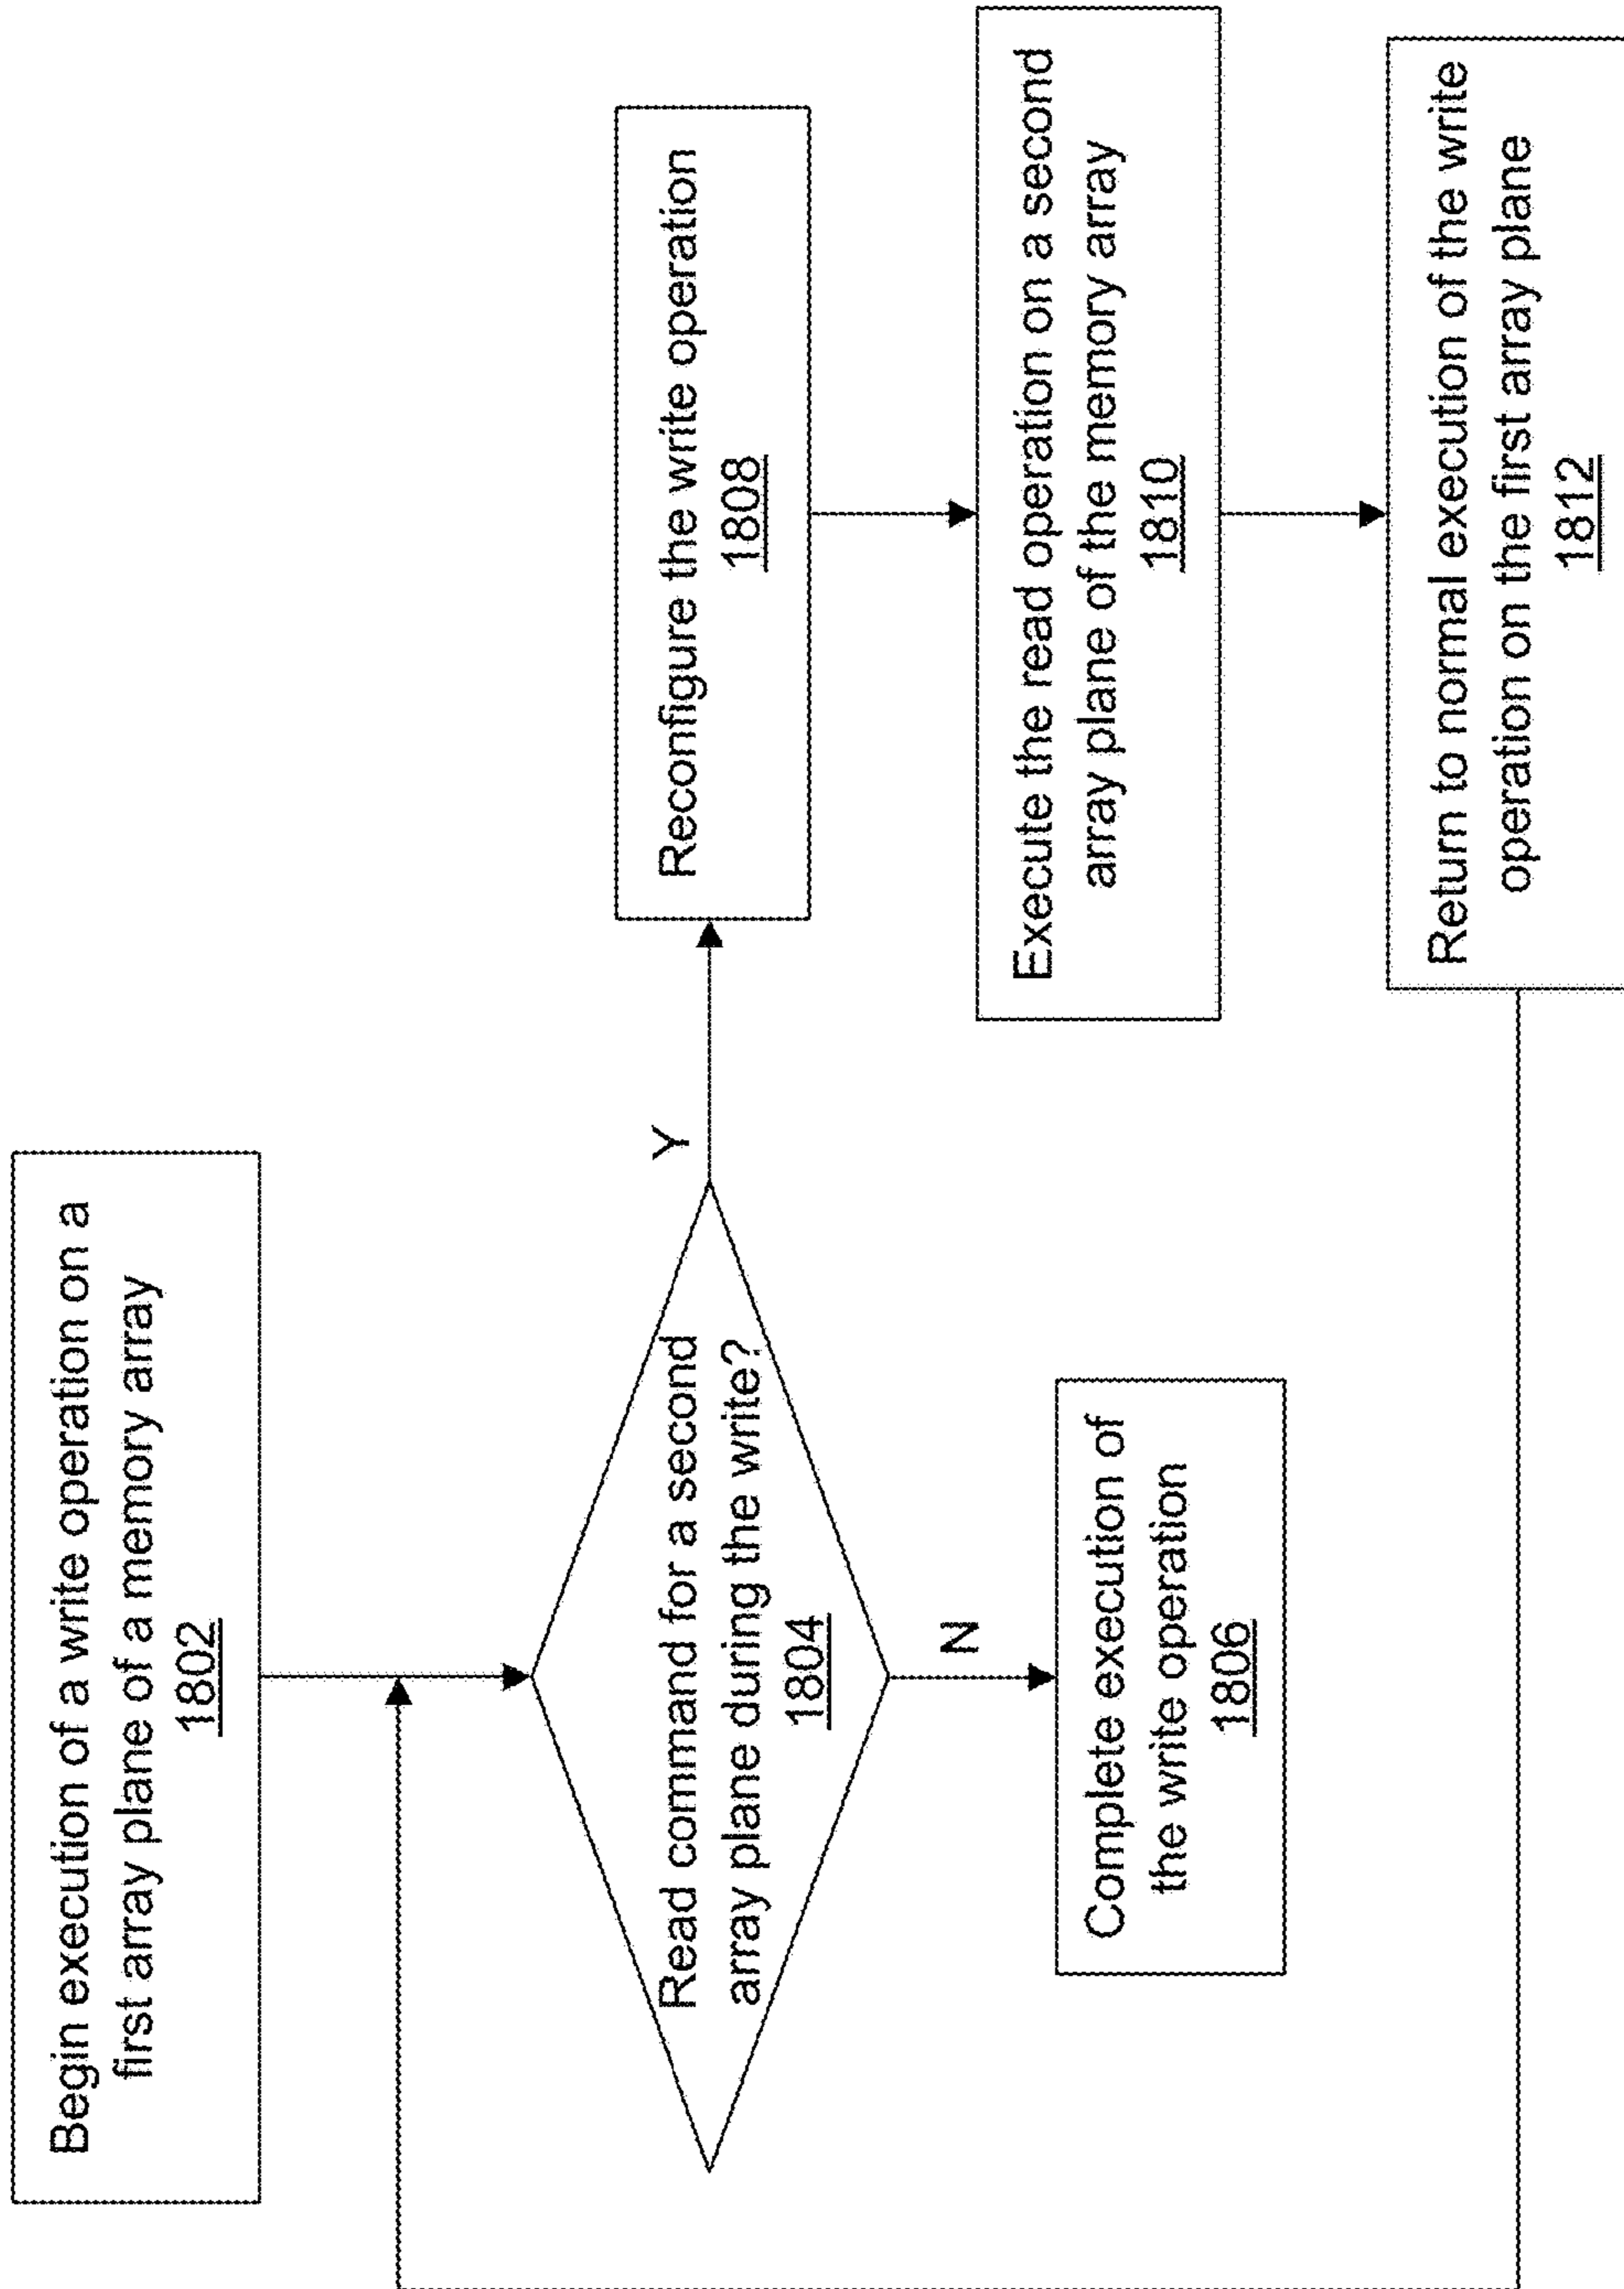 Begin execution of a write operation on a
first array plane of a memory array
1802
Read command for a second
array plane during the write?
1804
Y
N
Complete execution of
the write operation
1806
Reconfigure the write operation
1808
Execute the read operation on a second
array plane of the memory array
1810
Return to normal execution of the write
operation on the first array plane
1812